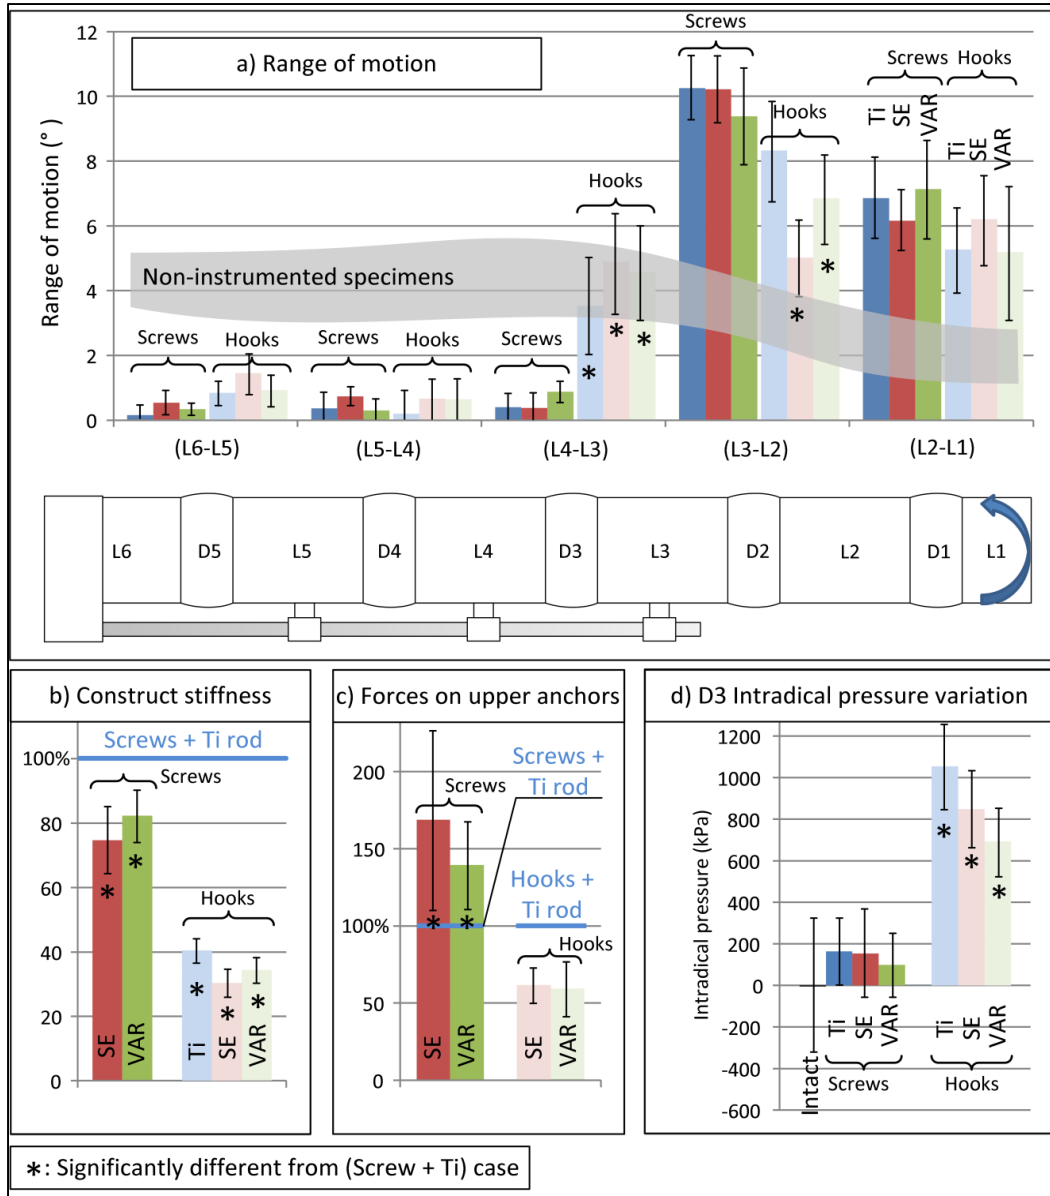 a) Range of motion
Range of motion (° )
12
10
8
6
4
2
0
Screws
Screws Hooks
Ti
SE
VAR
Ti
SE
VAR
Hooks
Hooks
*
*
*
*
*
Non-instrumented specimens
Screws Hooks
Screws Hooks
Screws
(L6-L5) (L5-L4) (L4-L3) (L3-L2) (L2-L1)
L6 D5 L5 D4 L4 D3 L3 D2 L2 D1 L1
b) Construct stiffness
Screws + Ti rod
100%
80
60
40
20
0
Screws
Hooks
*
*
*
*
*
SE
VAR
Ti
SE
VAR
c) Forces on upper anchors
200
150
100%
50
0
Screws +
Ti rod
Screws
Hooks +
Ti rod
Hooks
*
*
SE
VAR
SE
VAR
d) D3 Intradical pressure variation
Intradical pressure (kPa)
1200
1000
800
600
400
200
0
-200
-400
-600
*
*
*
Intact
Ti
SE
VAR
Ti
SE
VAR
Screws
Hooks
*: Significantly different from (Screw + Ti) case